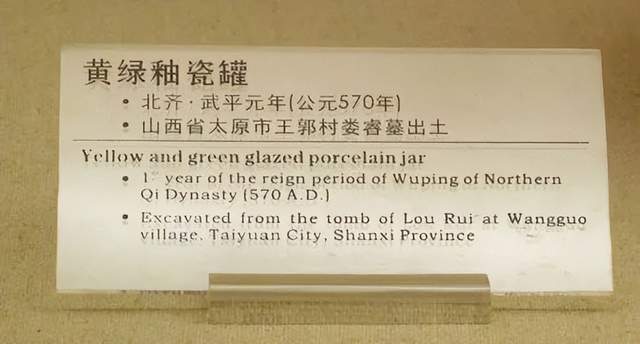 黄绿釉瓷罐
• 北齐·武平元年(公元570年)
• 山西省太原市王郭村娄睿墓出土
Yellow and green glazed porcelain jar
• 1st year of the reign period of Wuping of Northern
Qi Dynasty (570 A.D.)
• Excavated from the tomb of Lou Rui at Wangguo
village, Taiyuan City, Shanxi Province